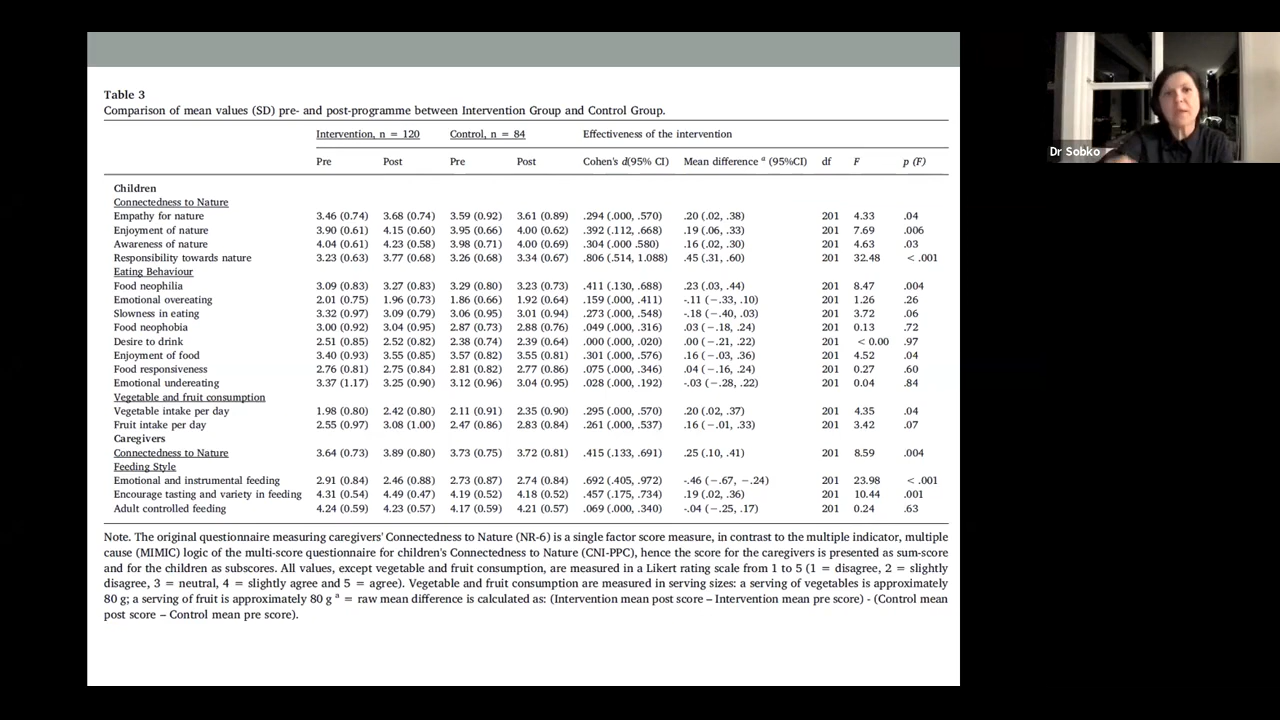 Table 3
Comparison of mean values (SD) pre- and post-programme between Intervention Group and Control Group.
Intervention, n = 120 Control, n = 84 Effectiveness of the intervention
Pre Post Pre Post Cohen's d(95% CI) Mean difference a (95%CI) df F p (F)
Children
Connectedness to Nature
Empathy for nature 3.46 (0.74) 3.68 (0.74) 3.59 (0.92) 3.61 (0.89) .294 (.000, .570) .20 (.02, .38) 201 4.33 .04
Enjoyment of nature 3.90 (0.61) 4.15 (0.60) 3.95 (0.66) 4.00 (0.62) .392 (.112, .668) .19 (.06, .33) 201 7.69 .006
Awareness of nature 4.04 (0.61) 4.23 (0.58) 3.98 (0.71) 4.00 (0.69) .304 (.000 .580) .16 (.02, .30) 201 4.63 .03
Responsibility towards nature 3.23 (0.63) 3.77 (0.68) 3.26 (0.68) 3.34 (0.67) .806 (.514, 1.088) .45 (.31, .60) 201 32.48 < .001
Eating Behaviour
Food neophilia 3.09 (0.83) 3.27 (0.83) 3.29 (0.80) 3.23 (0.73) .411 (.130, .688) .23 (.03, .44) 201 8.47 .004
Emotional overeating 2.01 (0.75) 1.96 (0.73) 1.86 (0.66) 1.92 (0.64) .159 (.000, .411) -.11 (−.33, .10) 201 1.26 .26
Slowness in eating 3.32 (0.97) 3.09 (0.79) 3.06 (0.95) 3.01 (0.94) .273 (.000, .548) -.18 (−.40, .03) 201 3.72 .06
Food neophobia 3.00 (0.92) 3.04 (0.95) 2.87 (0.73) 2.88 (0.76) .049 (.000, .316) .03 (−.18, .24) 201 0.13 .72
Desire to drink 2.51 (0.85) 2.52 (0.82) 2.38 (0.74) 2.39 (0.64) .000 (.000, .020) .00 (−.21, .22) 201 < 0.00 .97
Enjoyment of food 3.40 (0.93) 3.55 (0.85) 3.57 (0.82) 3.55 (0.81) .301 (.000, .576) .16 (−.03, .36) 201 4.52 .04
Food responsiveness 2.76 (0.81) 2.75 (0.84) 2.81 (0.82) 2.77 (0.86) .075 (.000, .346) .04 (−.16, .24) 201 0.27 .60
Emotional undereating 3.37 (1.17) 3.25 (0.90) 3.12 (0.96) 3.04 (0.95) .028 (.000, .192) -.03 (−.28, .22) 201 0.04 .84
Vegetable and fruit consumption
Vegetable intake per day 1.98 (0.80) 2.42 (0.80) 2.11 (0.91) 2.35 (0.90) .295 (.000, .570) .20 (.02, .37) 201 4.35 .04
Fruit intake per day 2.55 (0.97) 3.08 (1.00) 2.47 (0.86) 2.83 (0.84) .261 (.000, .537) .16 (−.01, .33) 201 3.42 .07
Caregivers
Connectedness to Nature 3.64 (0.73) 3.89 (0.80) 3.73 (0.75) 3.72 (0.81) .415 (.133, .691) .25 (.10, .41) 201 8.59 .004
Feeding Style
Emotional and instrumental feeding 2.91 (0.84) 2.46 (0.88) 2.73 (0.87) 2.74 (0.84) .692 (.405, .972) -.46 (−.67, −.24) 201 23.98 < .001
Encourage tasting and variety in feeding 4.31 (0.54) 4.49 (0.47) 4.19 (0.52) 4.18 (0.52) .457 (.175, .734) .19 (.02, .36) 201 10.44 .001
Adult controlled feeding 4.24 (0.59) 4.23 (0.57) 4.17 (0.59) 4.21 (0.57) .069 (.000, .340) -.04 (−.25, .17) 201 0.24 .63
Note. The original questionnaire measuring caregivers' Connectedness to Nature (NR-6) is a single factor score measure, in contrast to the multiple indicator, multiple
cause (MIMIC) logic of the multi-score questionnaire for children's Connectedness to Nature (CNI-PPC), hence the score for the caregivers is presented as sum-score
and for the children as subscores. All values, except vegetable and fruit consumption, are measured in a Likert rating scale from 1 to 5 (1 = disagree, 2 = slightly
disagree, 3 = neutral, 4 = slightly agree and 5 = agree). Vegetable and fruit consumption are measured in serving sizes: a serving of vegetables is approximately
80 g; a serving of fruit is approximately 80 g a = raw mean difference is calculated as: (Intervention mean post score – Intervention mean pre score) - (Control mean
post score – Control mean pre score).
Dr Sobko